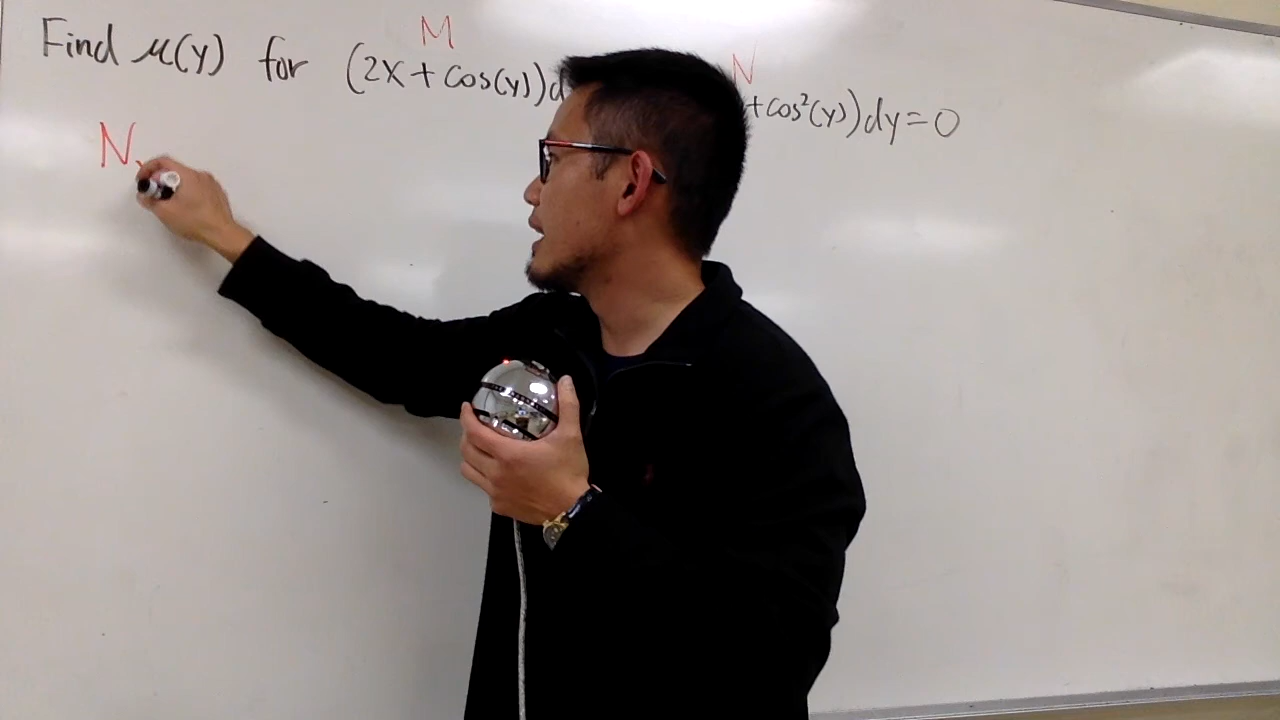 M
N
Find μ(y) for (2x + cos(y))d +cos²(y))dy = 0
N